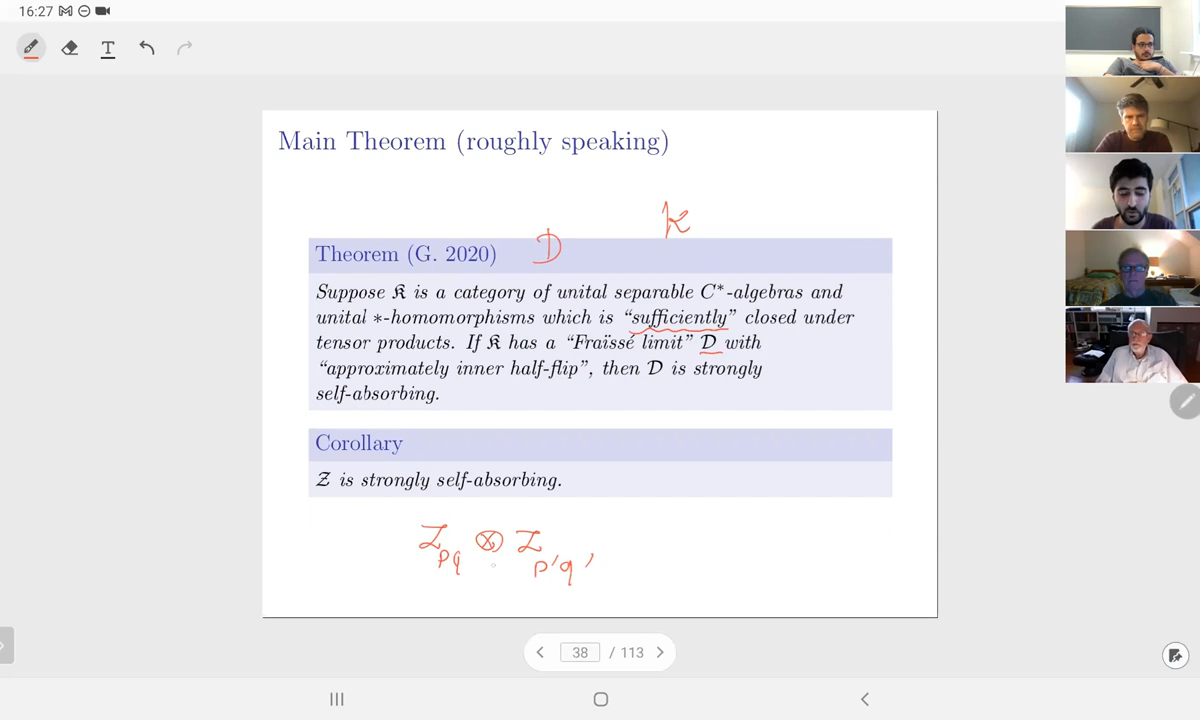 16:27
T
Main Theorem (roughly speaking)
D K
Theorem (G. 2020)
Suppose 𝔎 is a category of unital separable C*-algebras and
unital *-homomorphisms which is “sufficiently” closed under
tensor products. If 𝔎 has a “Fraïssé limit” 𝒟 with
“approximately inner half-flip”, then 𝒟 is strongly
self-absorbing.
Corollary
𝒵 is strongly self-absorbing.
Z_pq ⊗ Z_p'q'
38 / 113